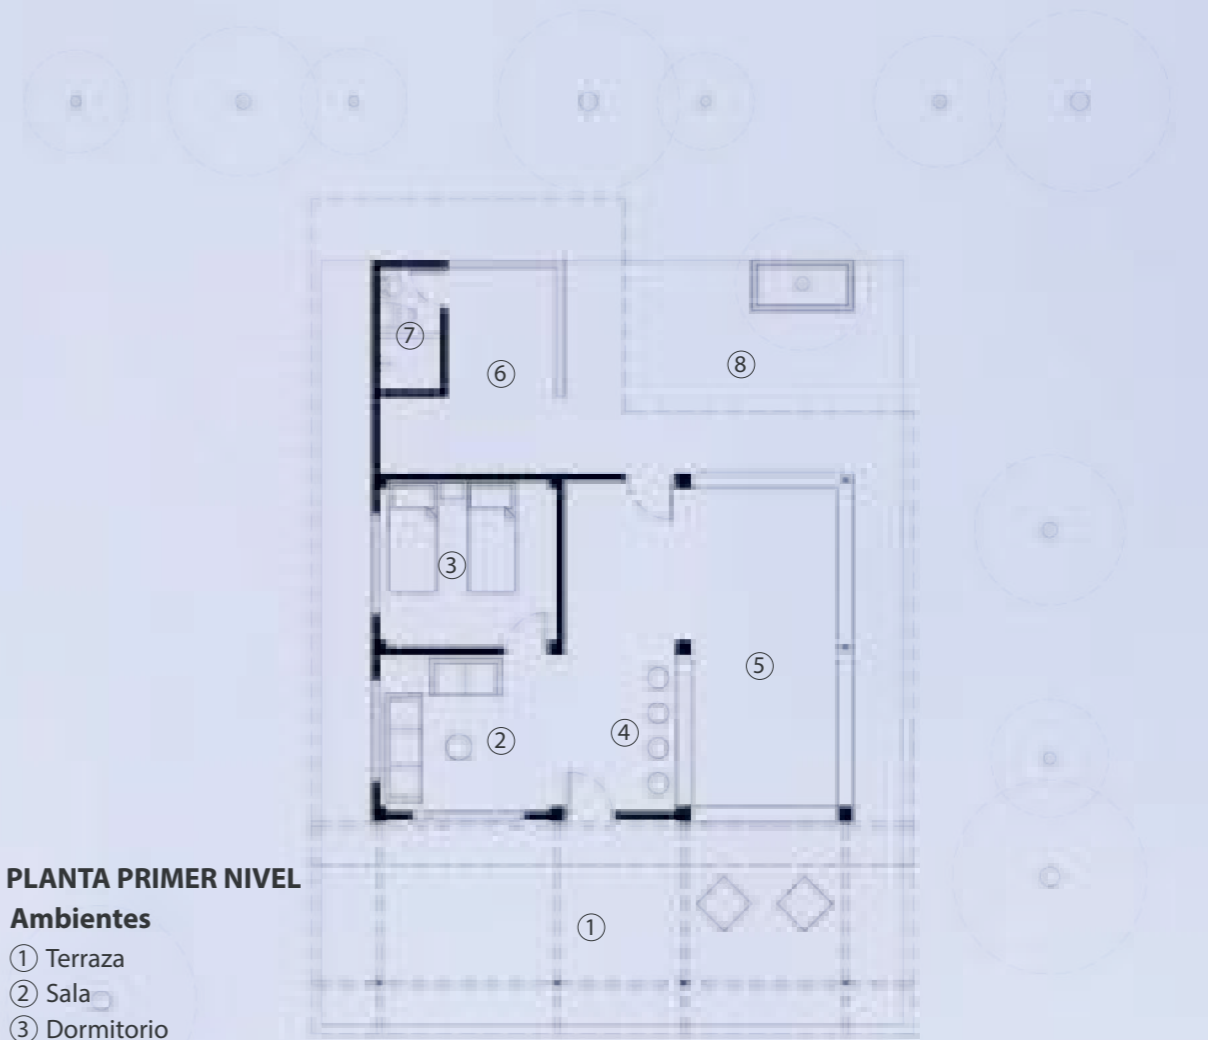 ⑦
⑥
⑧
③
⑤
④
②
①
PLANTA PRIMER NIVEL
Ambientes
① Terraza
② Sala
③ Dormitorio